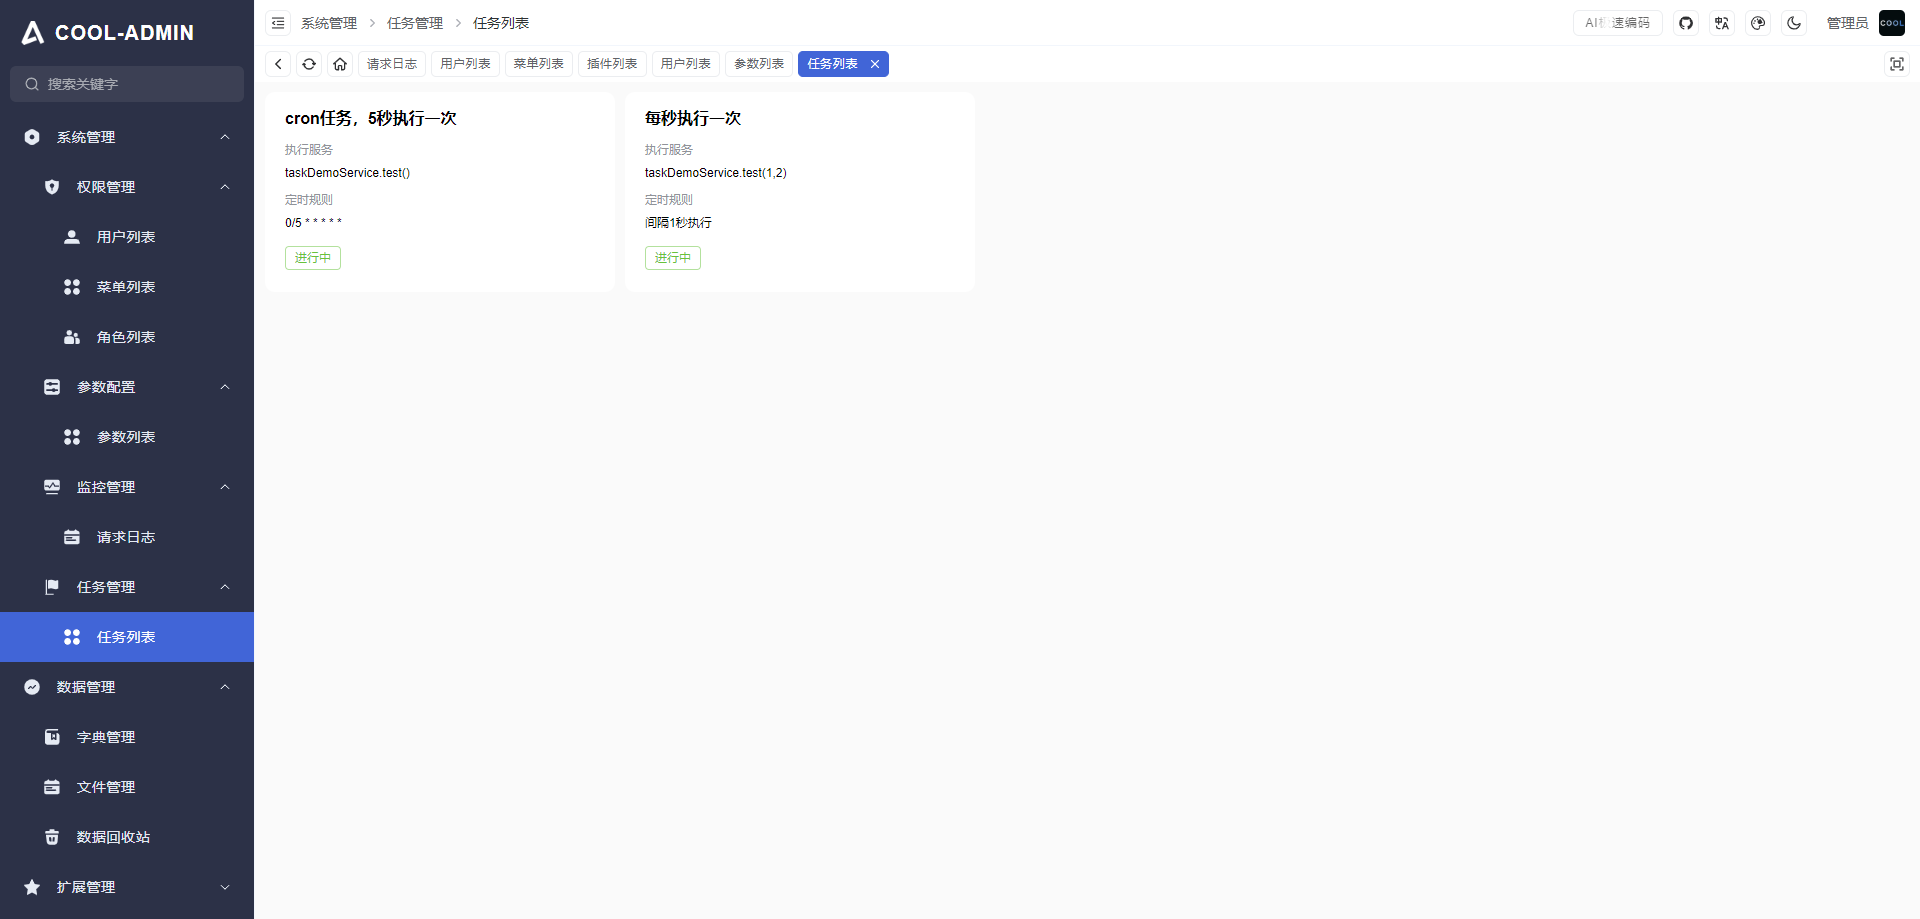 COOL-ADMIN
搜索关键字
系统管理
权限管理
用户列表
菜单列表
角色列表
参数配置
参数列表
监控管理
请求日志
任务管理
任务列表
数据管理
字典管理
文件管理
数据回收站
扩展管理
系统管理 任务管理 任务列表
AI 速编码
管理员
COOL
请求日志 用户列表 菜单列表 插件列表 用户列表 参数列表 任务列表
cron任务，5秒执行一次
执行服务
taskDemoService.test()
定时规则
0/5 * * * * *
进行中
每秒执行一次
执行服务
taskDemoService.test(1,2)
定时规则
间隔1秒执行
进行中